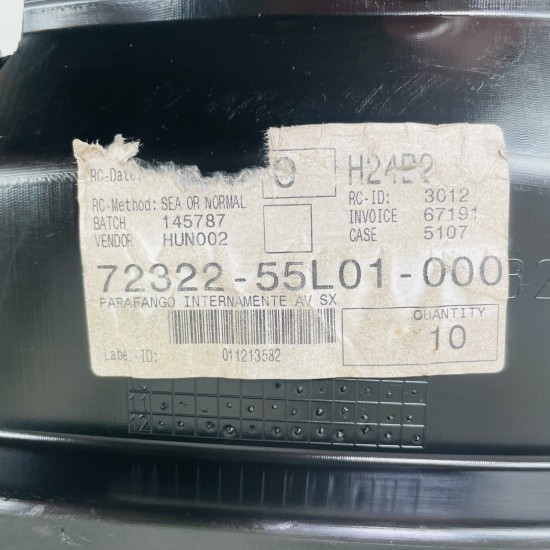 RC-Date: O H24B2
RC-Method: SEA OR NORMAL RC-ID: 3012
BATCH 145787 INVOICE 67191
VENDOR HUN002 CASE 5107
72322-55L01-000
PARAFANGO INTERNAMENTE AV SX
QUANTITY
10
Label-ID: 011213582
11
12